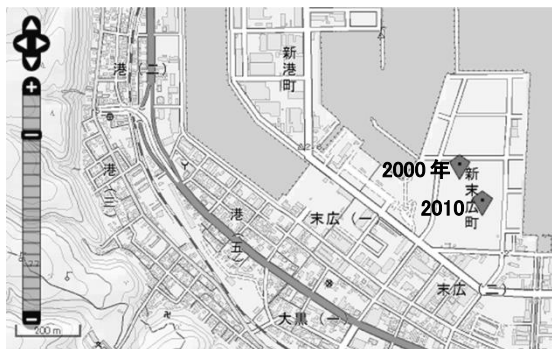 港（二）
新港町
2000 年
新末広町
港（三）
2010
港（五）
末広（一
末広（二）
大黒（一）
200 m